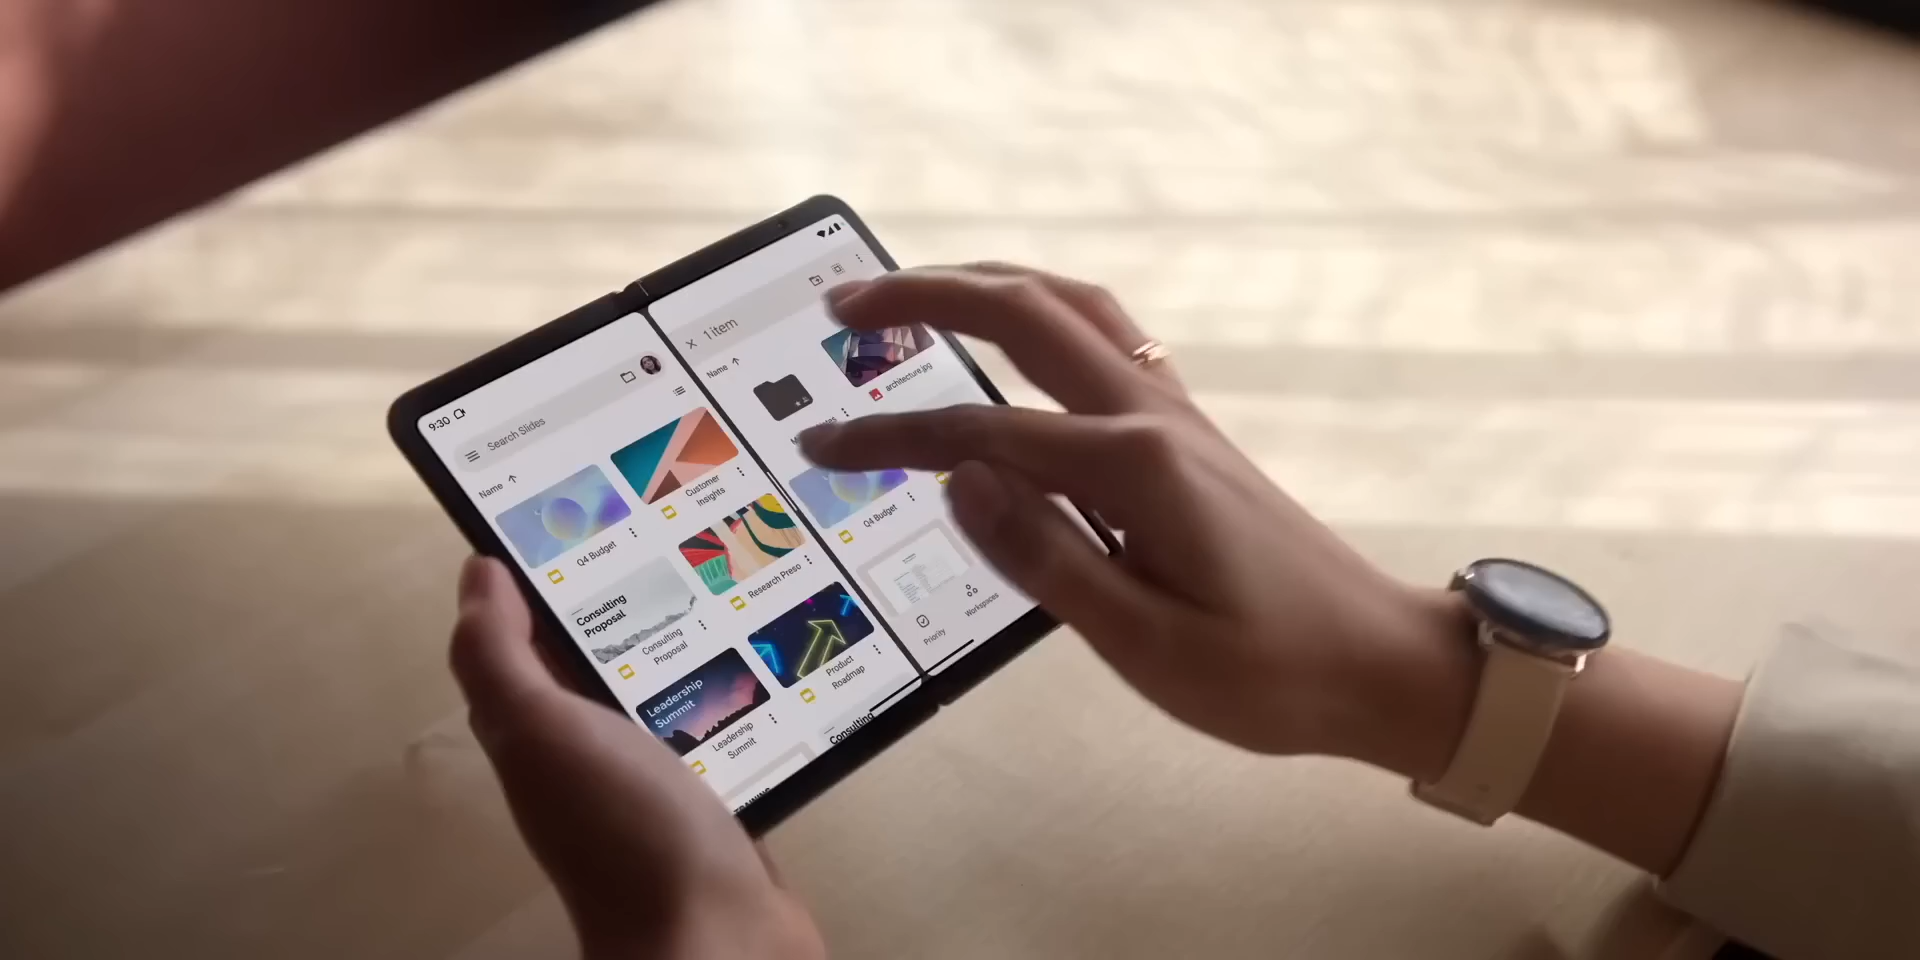 9:30
Search Slides
Name
Q4 Budget
Customer
Insights
Consulting
Proposal
Consulting
Proposal
Research Preso
Leadership
Summit
Leadership
Summit
Product
Roadmap
Consulting
1 item
Name
architecture.jpg
Q4 Budget
Priority
Workspaces